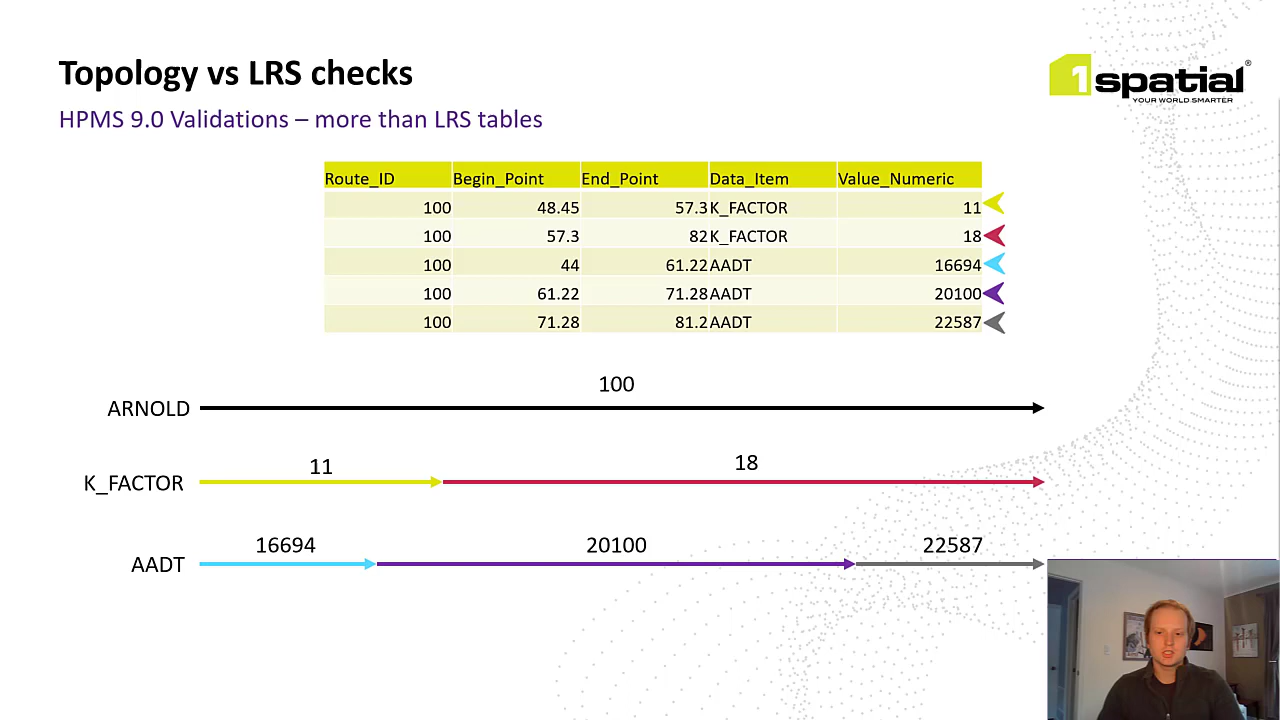 Topology vs LRS checks
HPMS 9.0 Validations – more than LRS tables
1spatial®
YOUR WORLD SMARTER
Route_ID Begin_Point End_Point Data_Item Value_Numeric
100 48.45 57.3 K_FACTOR 11
100 57.3 82 K_FACTOR 18
100 44 61.22 AADT 16694
100 61.22 71.28 AADT 20100
100 71.28 81.2 AADT 22587
100
ARNOLD
11 18
K_FACTOR
16694 20100 22587
AADT